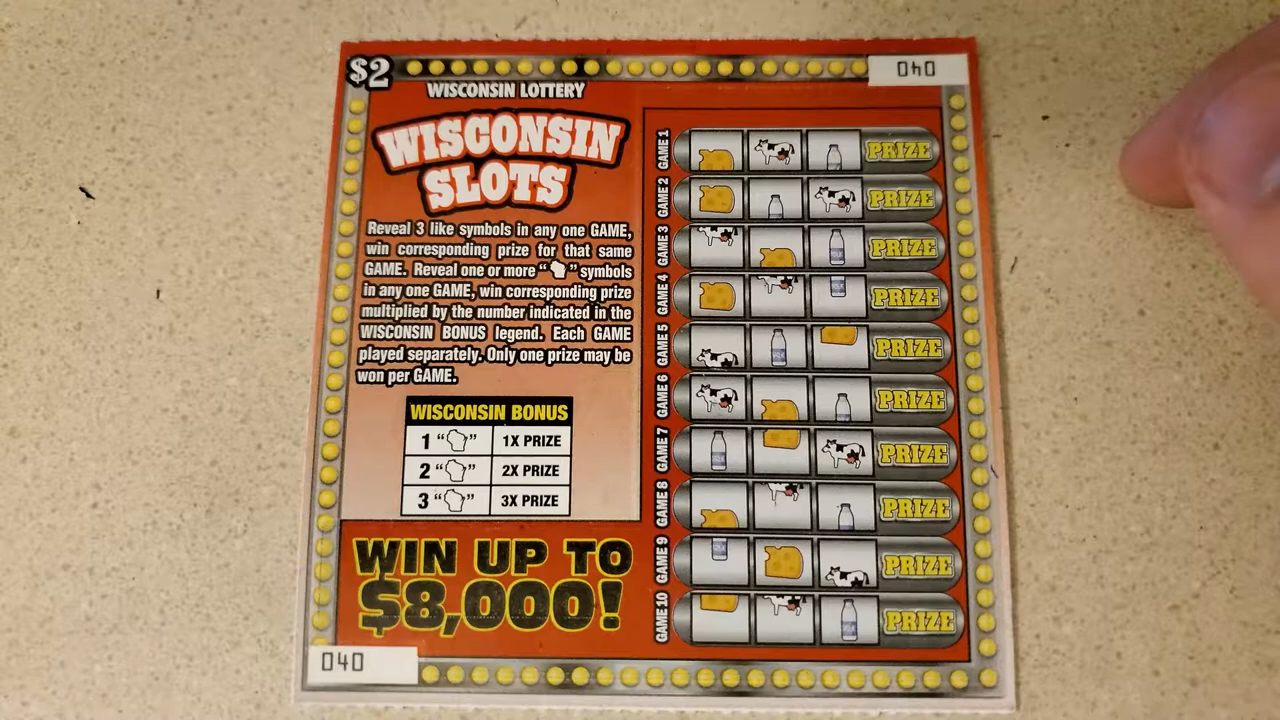 $2
WISCONSIN LOTTERY
040
WISCONSIN
SLOTS
Reveal 3 like symbols in any one GAME,
win corresponding prize for that same
GAME. Reveal one or more “ ” symbols
in any one GAME, win corresponding prize
multiplied by the number indicated in the
WISCONSIN BONUS legend. Each GAME
played separately. Only one prize may be
won per GAME.
WISCONSIN BONUS
1 “ ” 1X PRIZE
2 “ ” 2X PRIZE
3 “ ” 3X PRIZE
WIN UP TO
$8,000!
040
GAME 1 PRIZE
GAME 2 PRIZE
GAME 3 PRIZE
GAME 4 PRIZE
GAME 5 PRIZE
GAME 6 PRIZE
GAME 7 PRIZE
GAME 8 PRIZE
GAME 9 PRIZE
GAME 10 PRIZE